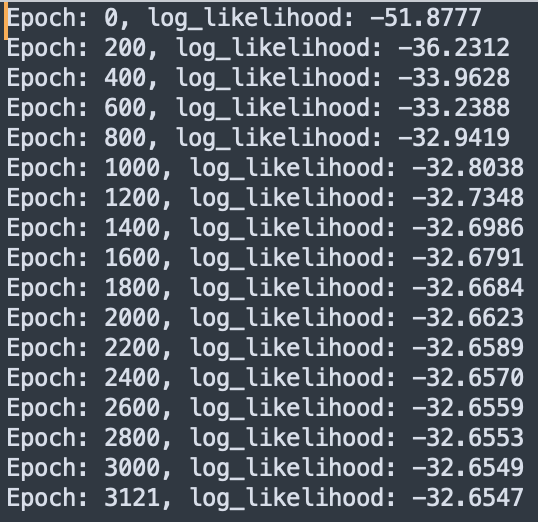 Epoch: 0, log_likelihood: -51.8777
Epoch: 200, log_likelihood: -36.2312
Epoch: 400, log_likelihood: -33.9628
Epoch: 600, log_likelihood: -33.2388
Epoch: 800, log_likelihood: -32.9419
Epoch: 1000, log_likelihood: -32.8038
Epoch: 1200, log_likelihood: -32.7348
Epoch: 1400, log_likelihood: -32.6986
Epoch: 1600, log_likelihood: -32.6791
Epoch: 1800, log_likelihood: -32.6684
Epoch: 2000, log_likelihood: -32.6623
Epoch: 2200, log_likelihood: -32.6589
Epoch: 2400, log_likelihood: -32.6570
Epoch: 2600, log_likelihood: -32.6559
Epoch: 2800, log_likelihood: -32.6553
Epoch: 3000, log_likelihood: -32.6549
Epoch: 3121, log_likelihood: -32.6547